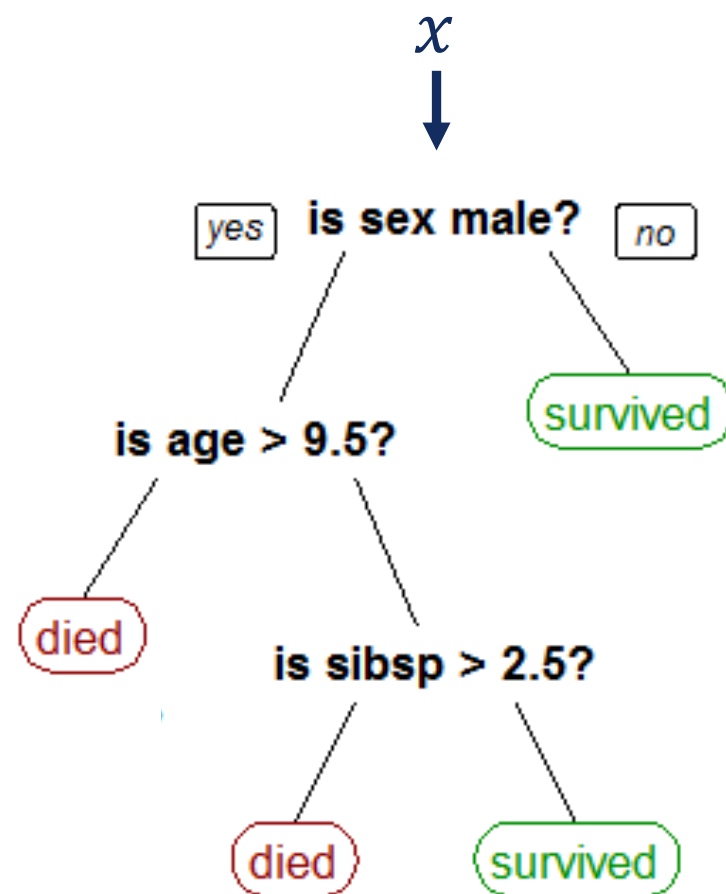 x
yes is sex male? no
survived
is age > 9.5?
died
is sibsp > 2.5?
died survived